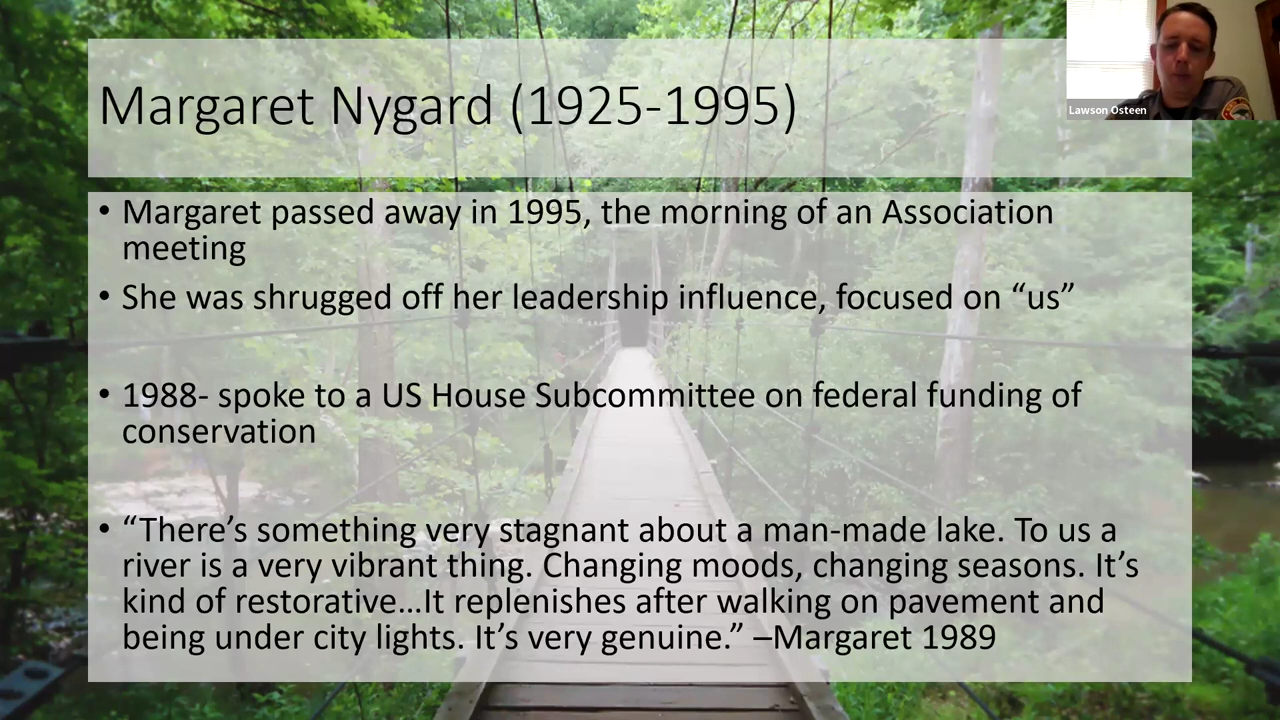 Margaret Nygard (1925-1995)
Lawson Osteen
• Margaret passed away in 1995, the morning of an Association
meeting
• She was shrugged off her leadership influence, focused on “us”
• 1988- spoke to a US House Subcommittee on federal funding of
conservation
• “There’s something very stagnant about a man-made lake. To us a
river is a very vibrant thing. Changing moods, changing seasons. It’s
kind of restorative…It replenishes after walking on pavement and
being under city lights. It’s very genuine.” –Margaret 1989